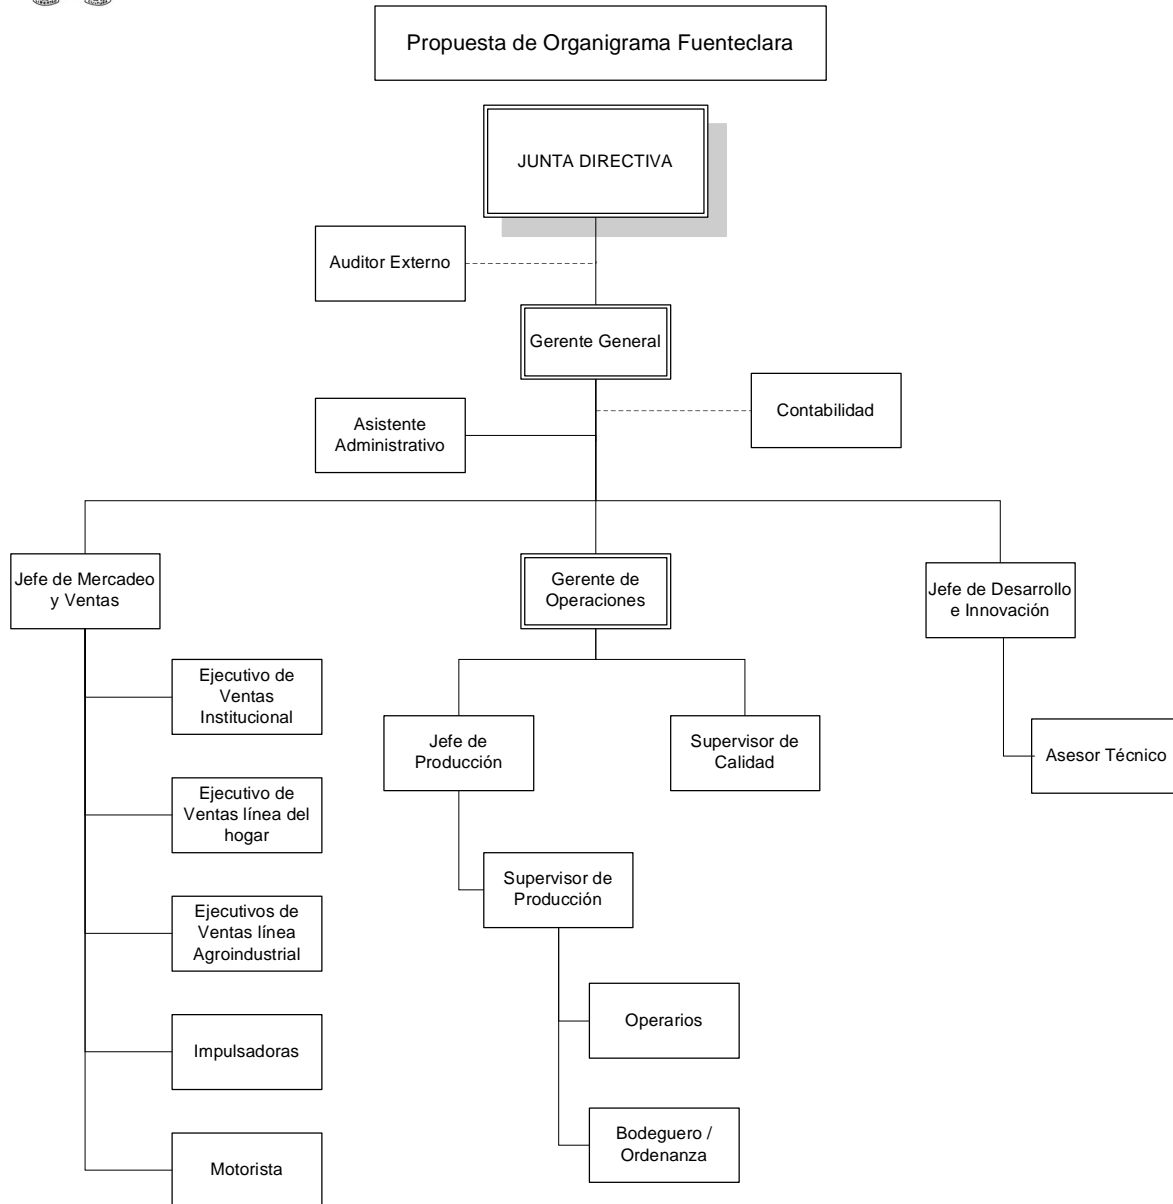 Propuesta de Organigrama Fuenteclara
JUNTA DIRECTIVA
Auditor Externo
Gerente General
Contabilidad
Asistente
Administrativo
Jefe de Mercadeo
y Ventas
Gerente de
Operaciones
Jefe de Desarrollo
e Innovación
Ejecutivo de
Ventas
Institucional
Jefe de
Producción
Supervisor de
Calidad
Asesor Técnico
Ejecutivo de
Ventas línea del
hogar
Supervisor de
Producción
Ejecutivos de
Ventas línea
Agroindustrial
Operarios
Impulsadoras
Bodeguero /
Ordenanza
Motorista